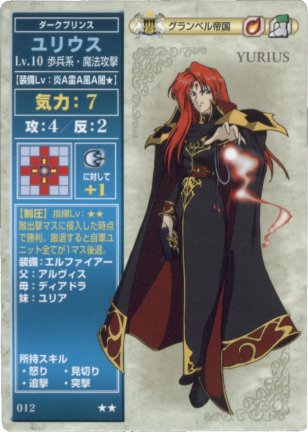 ダークプリンス
グランベル帝国
ユリウス
YURIUS
Lv.10 歩兵系・魔法攻撃
[装備Lv:炎A雷A風A闇★]
気力:7
攻:4/反:2
に対して
+1
【制圧】指揮Lv:★★
敵出撃マスに侵入した時点
で勝利。撤退すると自軍ユ
ニット全てが1マス後退。
装備:エルファイアー
父:アルヴィス
母:ディアドラ
妹:ユリア
所持スキル
・怒り ・見切り
・追撃 ・突撃
012 ★★